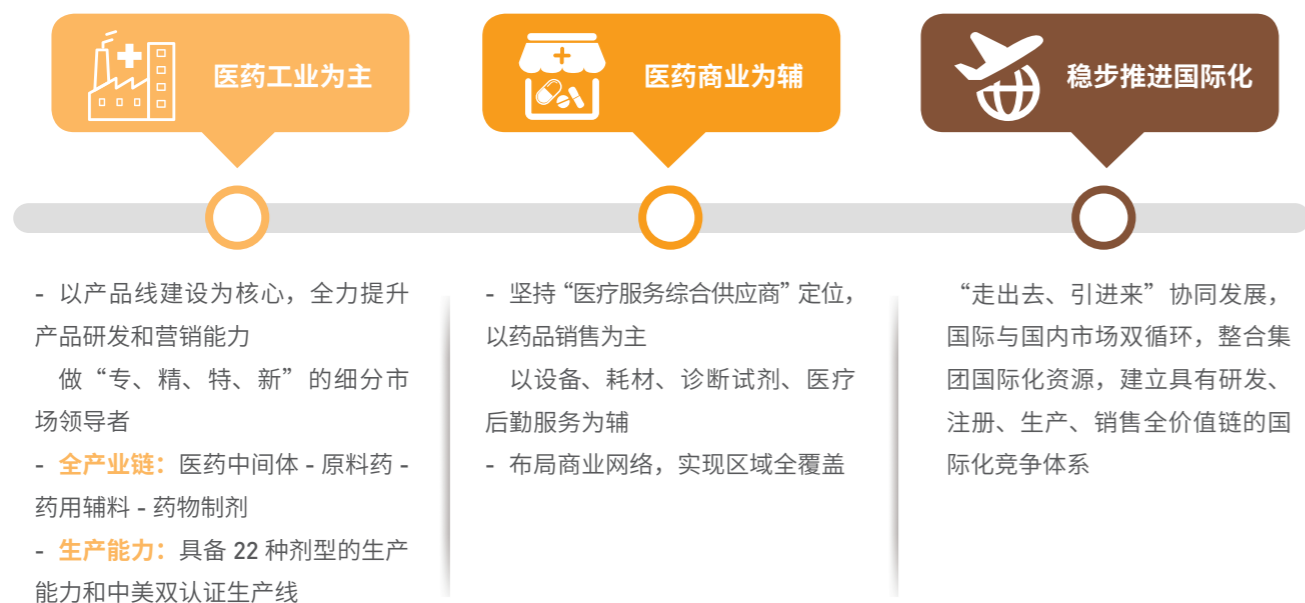 医药工业为主
- 以产品线建设为核心，全力提升
产品研发和营销能力
做“专、精、特、新”的细分市
场领导者
- 全产业链：医药中间体 - 原料药 -
药用辅料 - 药物制剂
- 生产能力：具备 22 种剂型的生产
能力和中美双认证生产线
医药商业为辅
- 坚持“医疗服务综合供应商”定位，
以药品销售为主
以设备、耗材、诊断试剂、医疗
后勤服务为辅
- 布局商业网络，实现区域全覆盖
稳步推进国际化
“走出去、引进来”协同发展，
国际与国内市场双循环，整合集
团国际化资源，建立具有研发、
注册、生产、销售全价值链的国
际化竞争体系